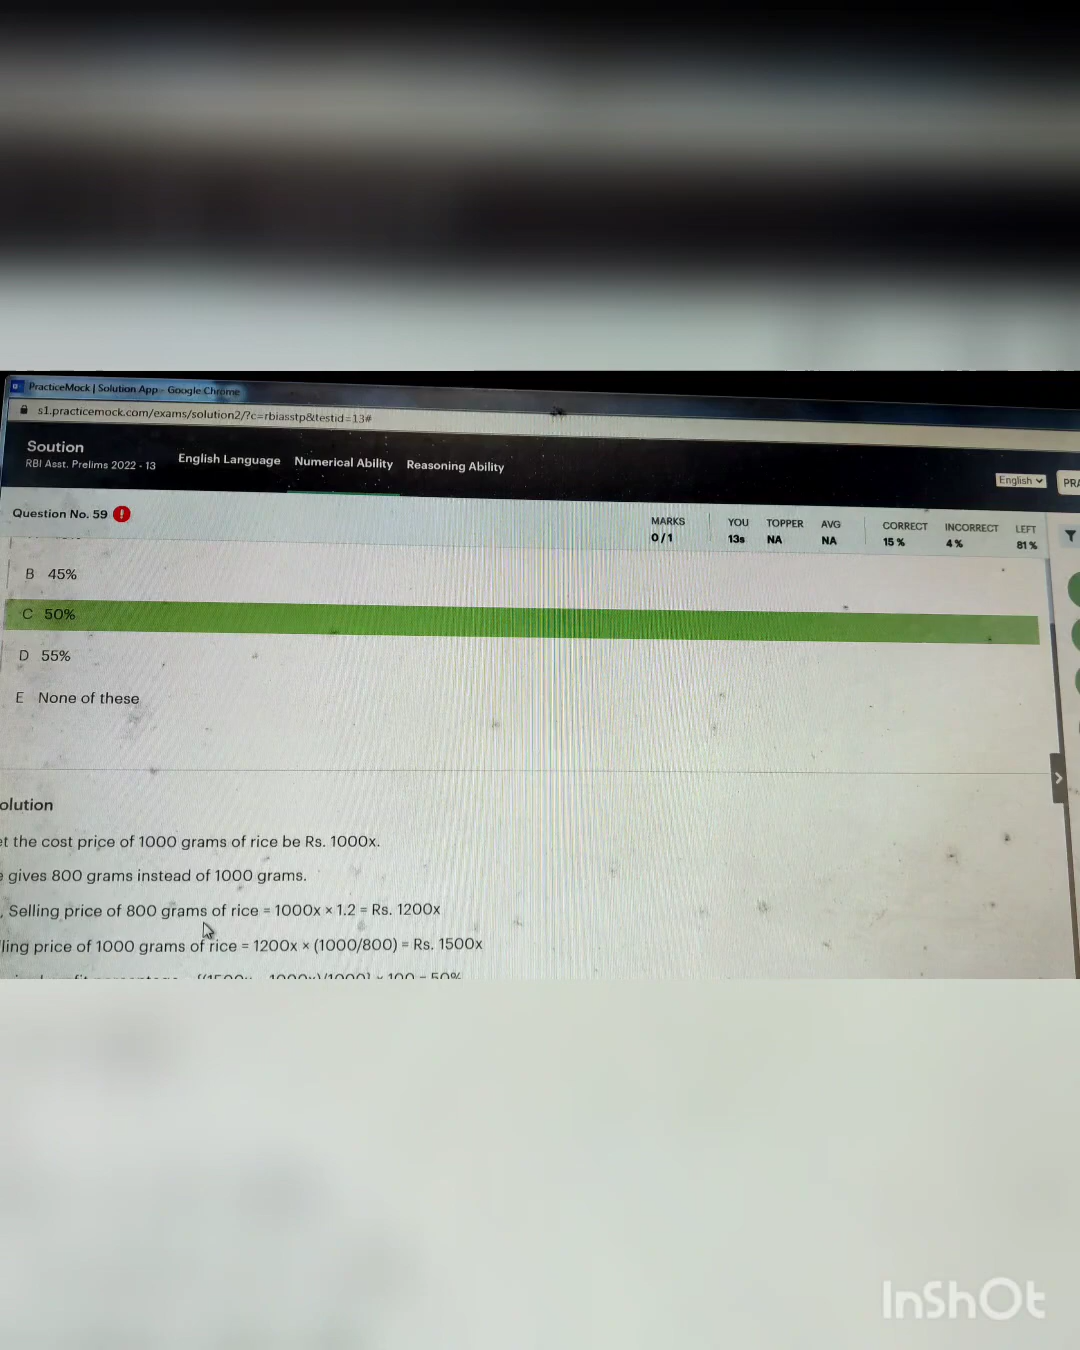 PracticeMock | Solution App - Google Chrome
s1.practicemock.com/exams/solution2/?c=rbiasstp&testid=13#
Soution
RBI Asst. Prelims 2022 - 13
English Language
Numerical Ability
Reasoning Ability
English
PRA
Question No. 59
MARKS
0/1
YOU
13s
TOPPER
NA
AVG
NA
CORRECT
15 %
INCORRECT
4 %
LEFT
81 %
B 45%
C 50%
D 55%
E None of these
olution
et the cost price of 1000 grams of rice be Rs. 1000x.
e gives 800 grams instead of 1000 grams.
, Selling price of 800 grams of rice = 1000x × 1.2 = Rs. 1200x
lling price of 1000 grams of rice = 1200x × (1000/800) = Rs. 1500x
1000x)/1000] × 100 = 50%
InShOt